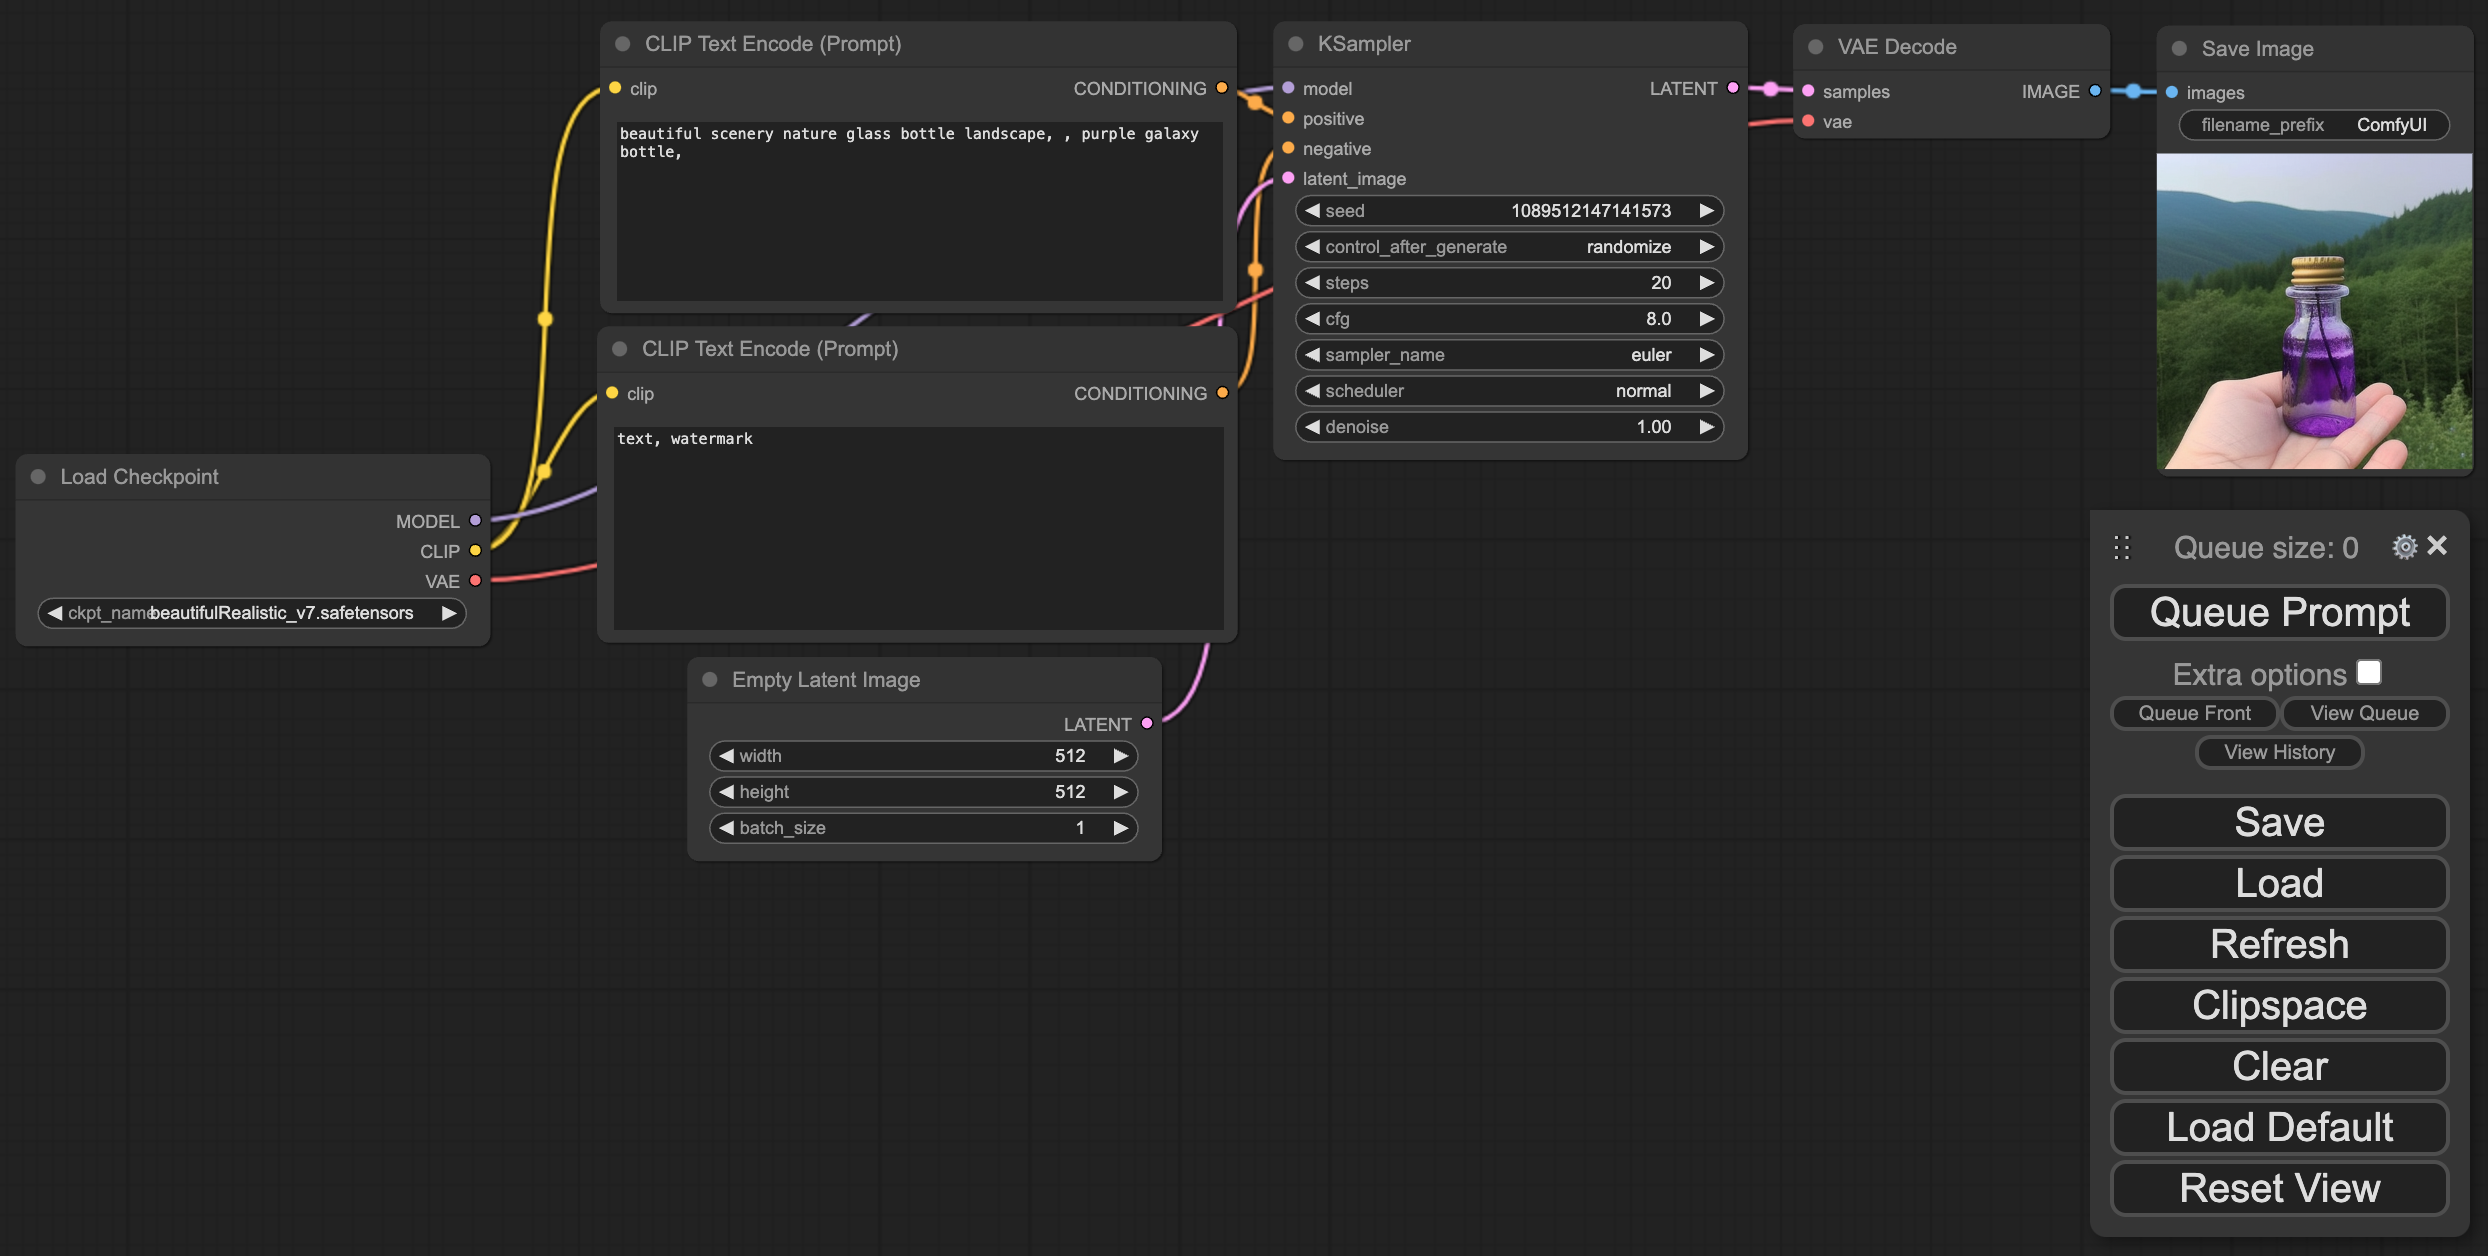 CLIP Text Encode (Prompt)
clip
CONDITIONING
beautiful scenery nature glass bottle landscape, , purple galaxy
bottle,
CLIP Text Encode (Prompt)
clip
CONDITIONING
text, watermark
Load Checkpoint
MODEL
CLIP
VAE
ckpt_name beautifulRealistic_v7.safetensors
Empty Latent Image
LATENT
width 512
height 512
batch_size 1
KSampler
model
LATENT
positive
negative
latent_image
seed 1089512147141573
control_after_generate randomize
steps 20
cfg 8.0
sampler_name euler
scheduler normal
denoise 1.00
VAE Decode
samples
IMAGE
vae
Save Image
images
filename_prefix ComfyUI
Queue size: 0
Queue Prompt
Extra options
Queue Front
View Queue
View History
Save
Load
Refresh
Clipspace
Clear
Load Default
Reset View